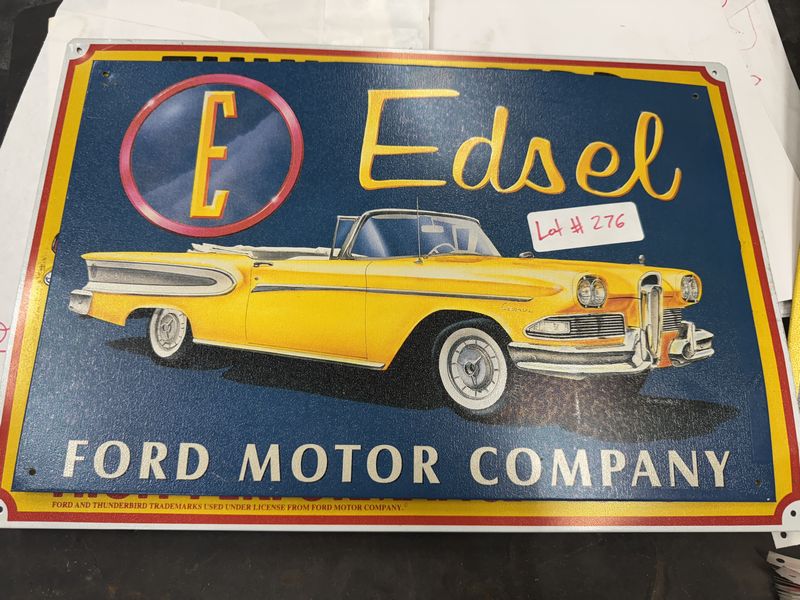 E
Edsel
Lot # 276
FORD MOTOR COMPANY
FORD AND THUNDERBIRD TRADEMARKS USED UNDER LICENSE FROM FORD MOTOR COMPANY.